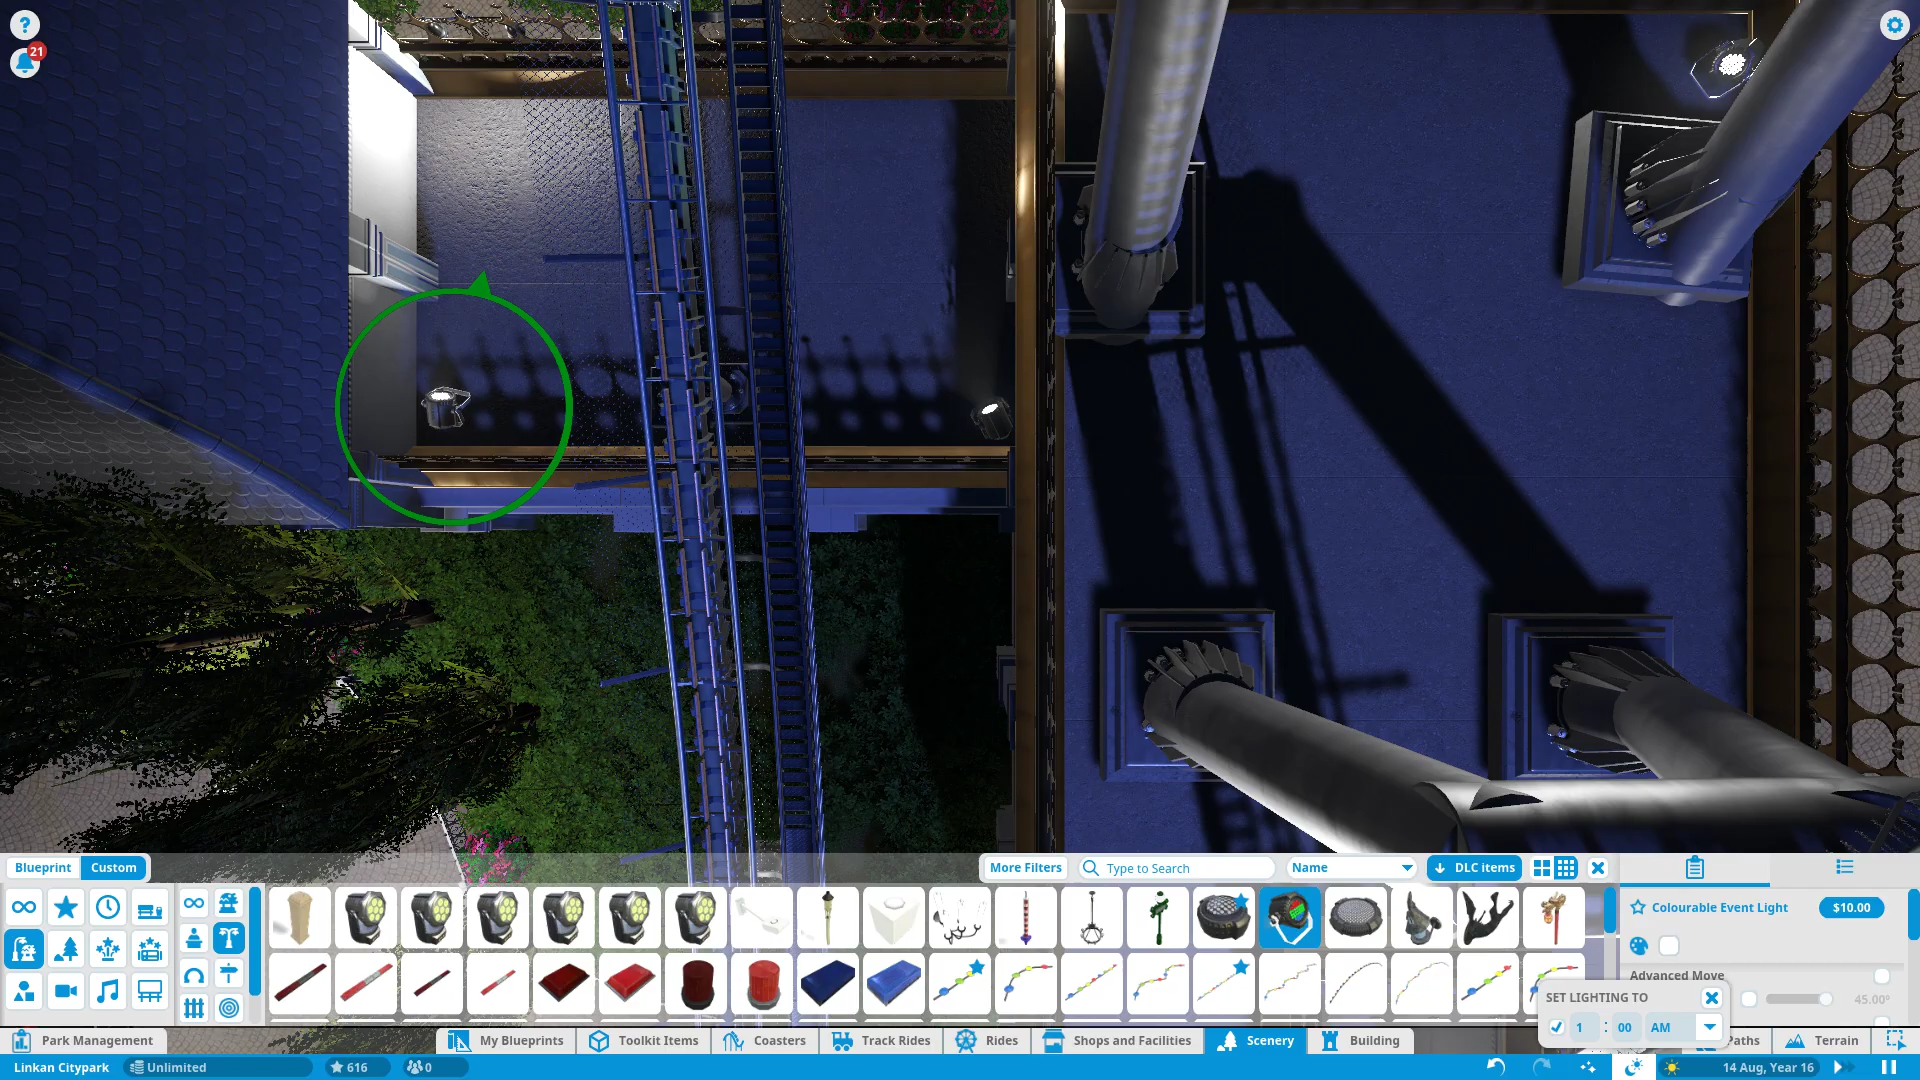 ?
21
Blueprint
Custom
More Filters
Type to Search
Name
DLC items
Colourable Event Light
$10.00
Advanced Move
45.00°
SET LIGHTING TO
1 : 00 AM
Park Management
My Blueprints
Toolkit Items
Coasters
Track Rides
Rides
Shops and Facilities
Scenery
Building
Paths
Terrain
Linkan Citypark
Unlimited
616
0
14 Aug, Year 16